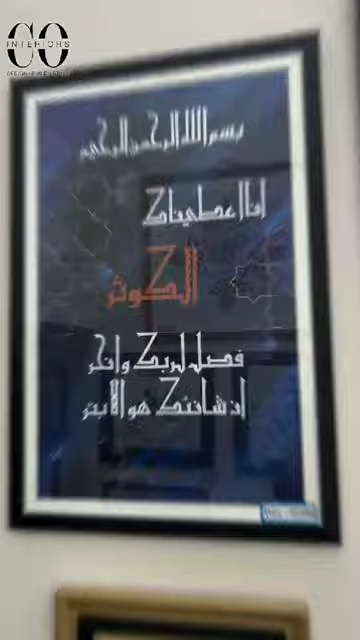 CO
INTERIORS
بسم الله الرحمن الرحيم
انا اعطيناك
الكوثر
فصل لربك وانحر
ان شانئك هو الابتر